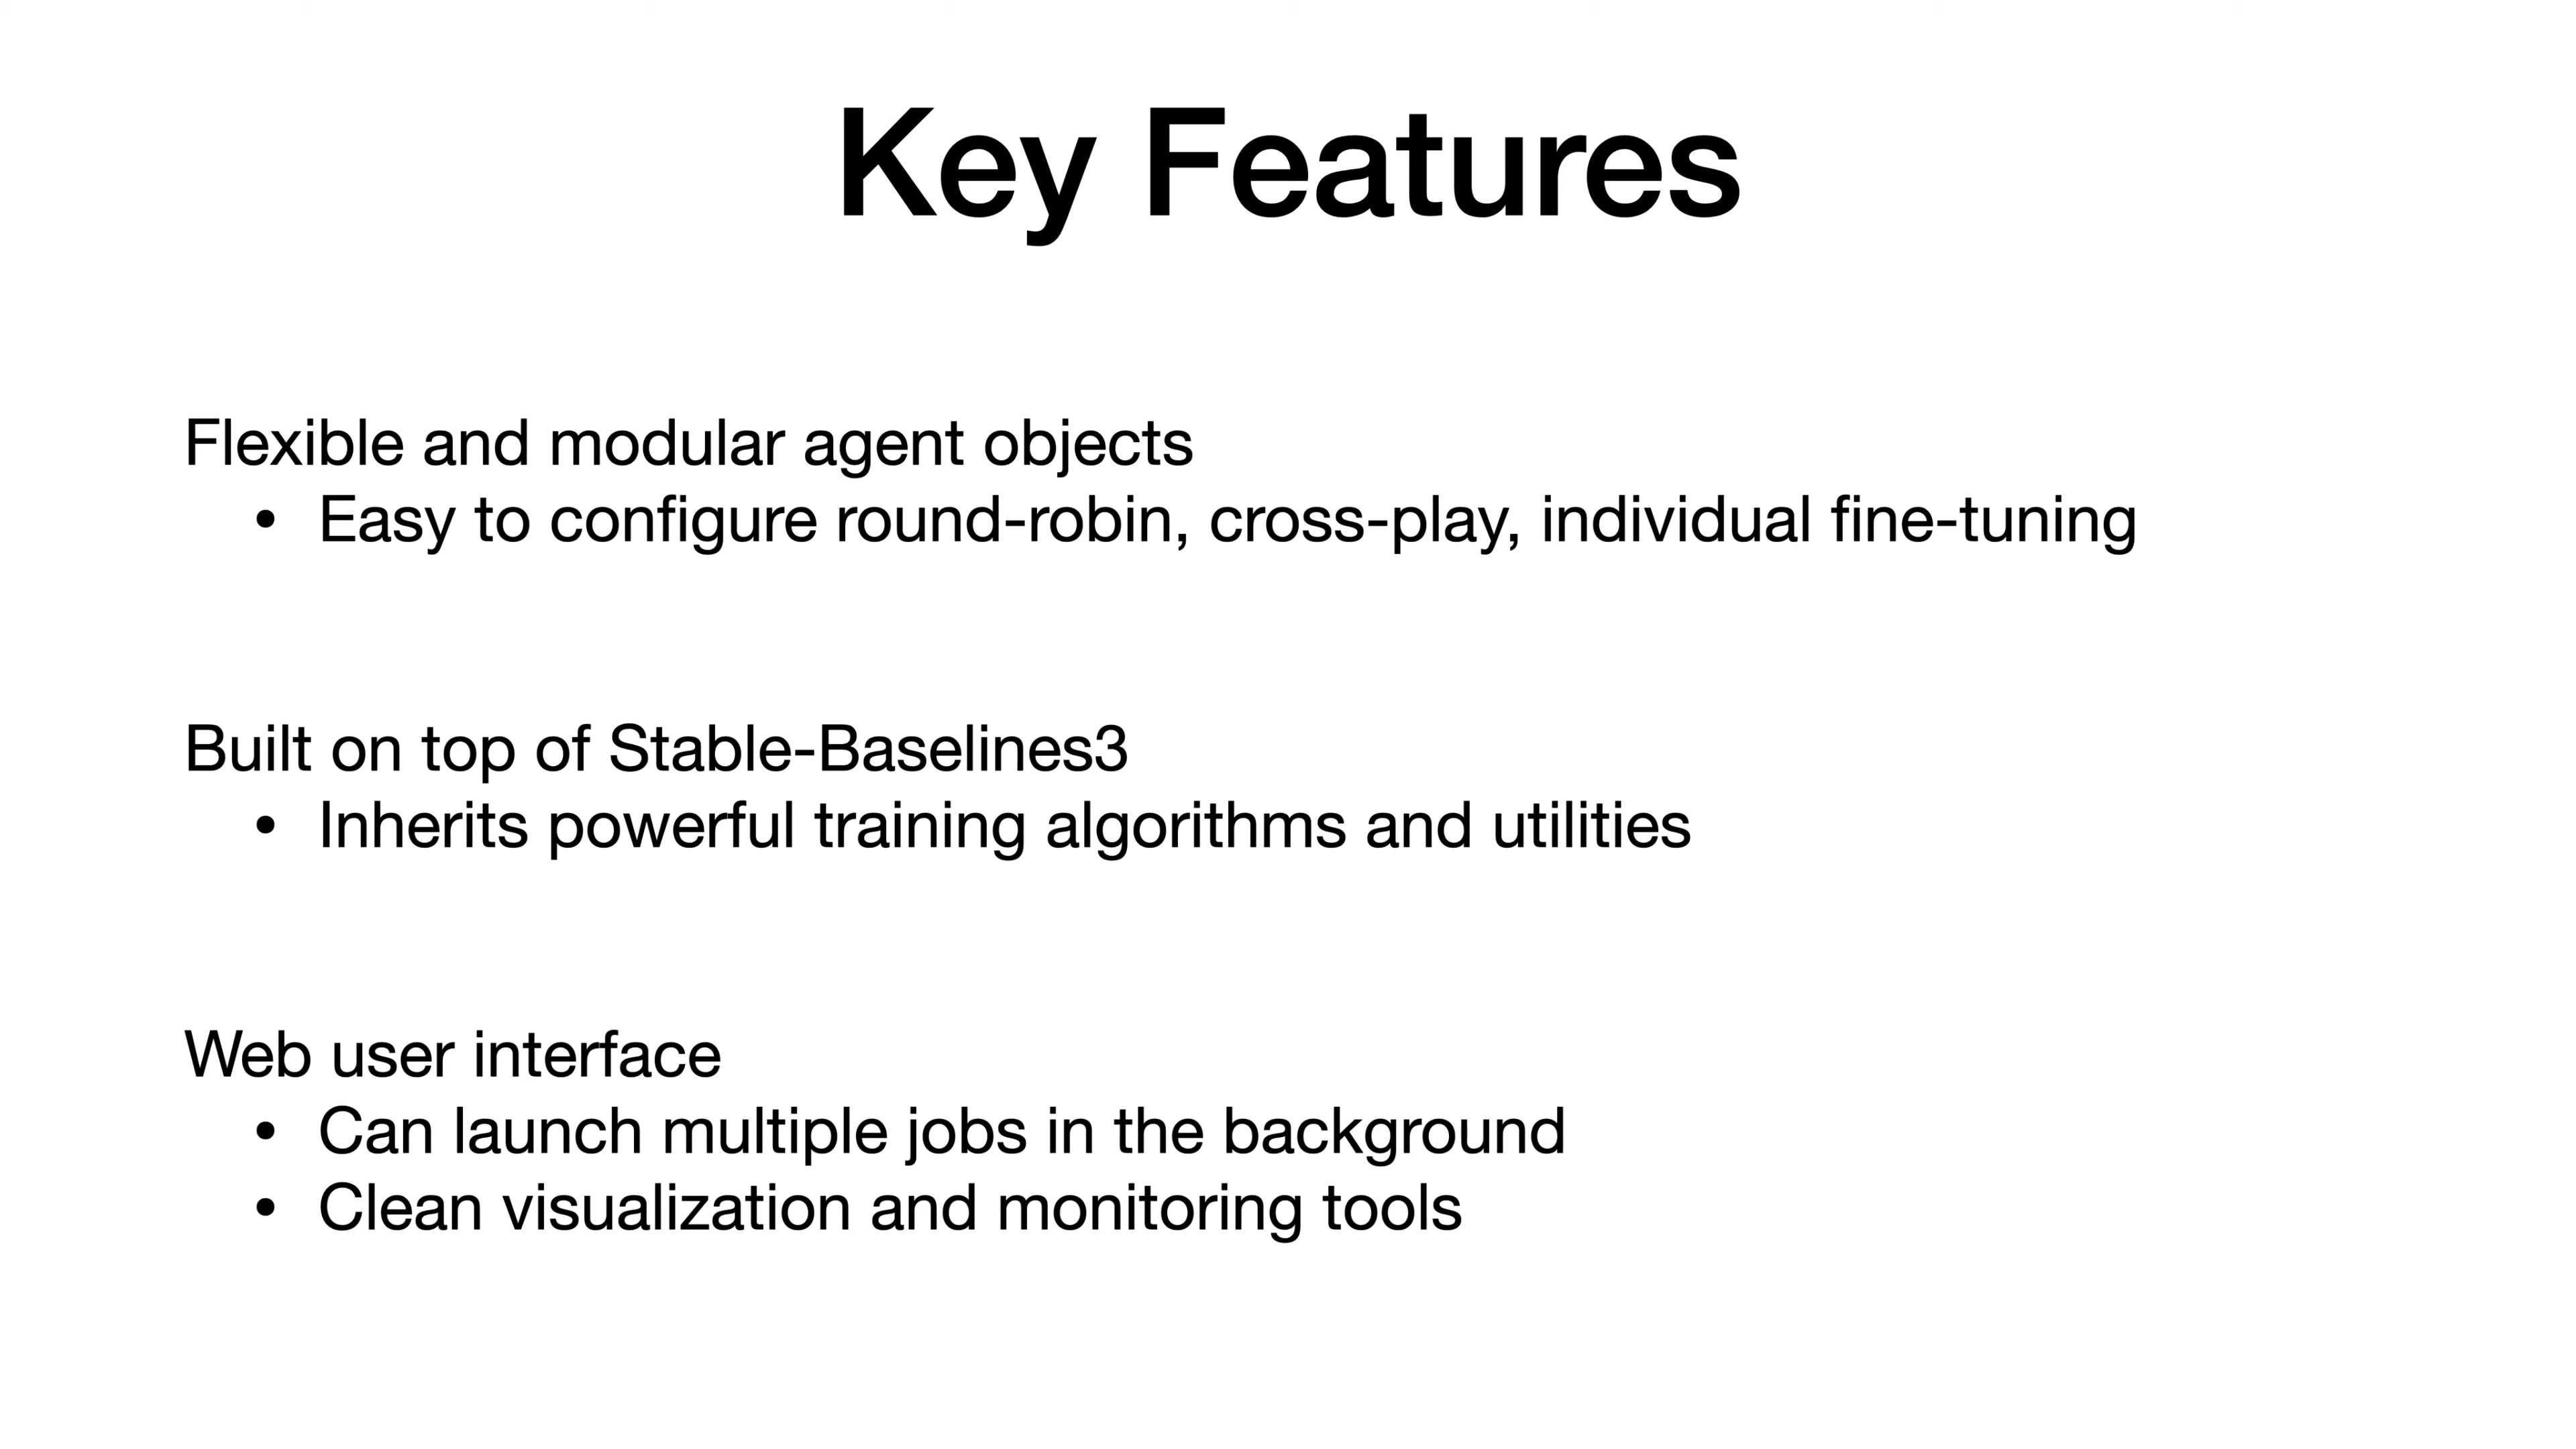 Key Features
Flexible and modular agent objects
• Easy to configure round-robin, cross-play, individual fine-tuning
Built on top of Stable-Baselines3
• Inherits powerful training algorithms and utilities
Web user interface
• Can launch multiple jobs in the background
• Clean visualization and monitoring tools